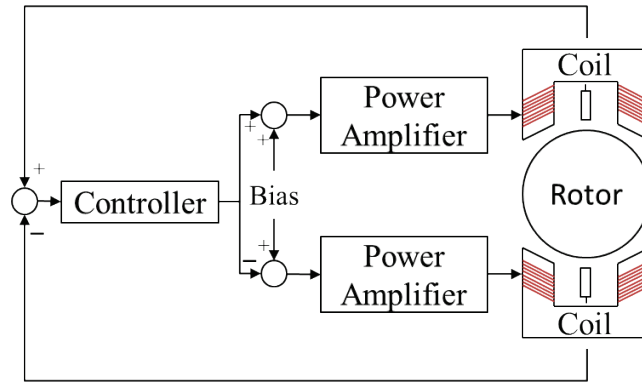 Coil
Power
Amplifier
+
+
+
Controller
Bias
Rotor
−
+
−
Power
Amplifier
Coil